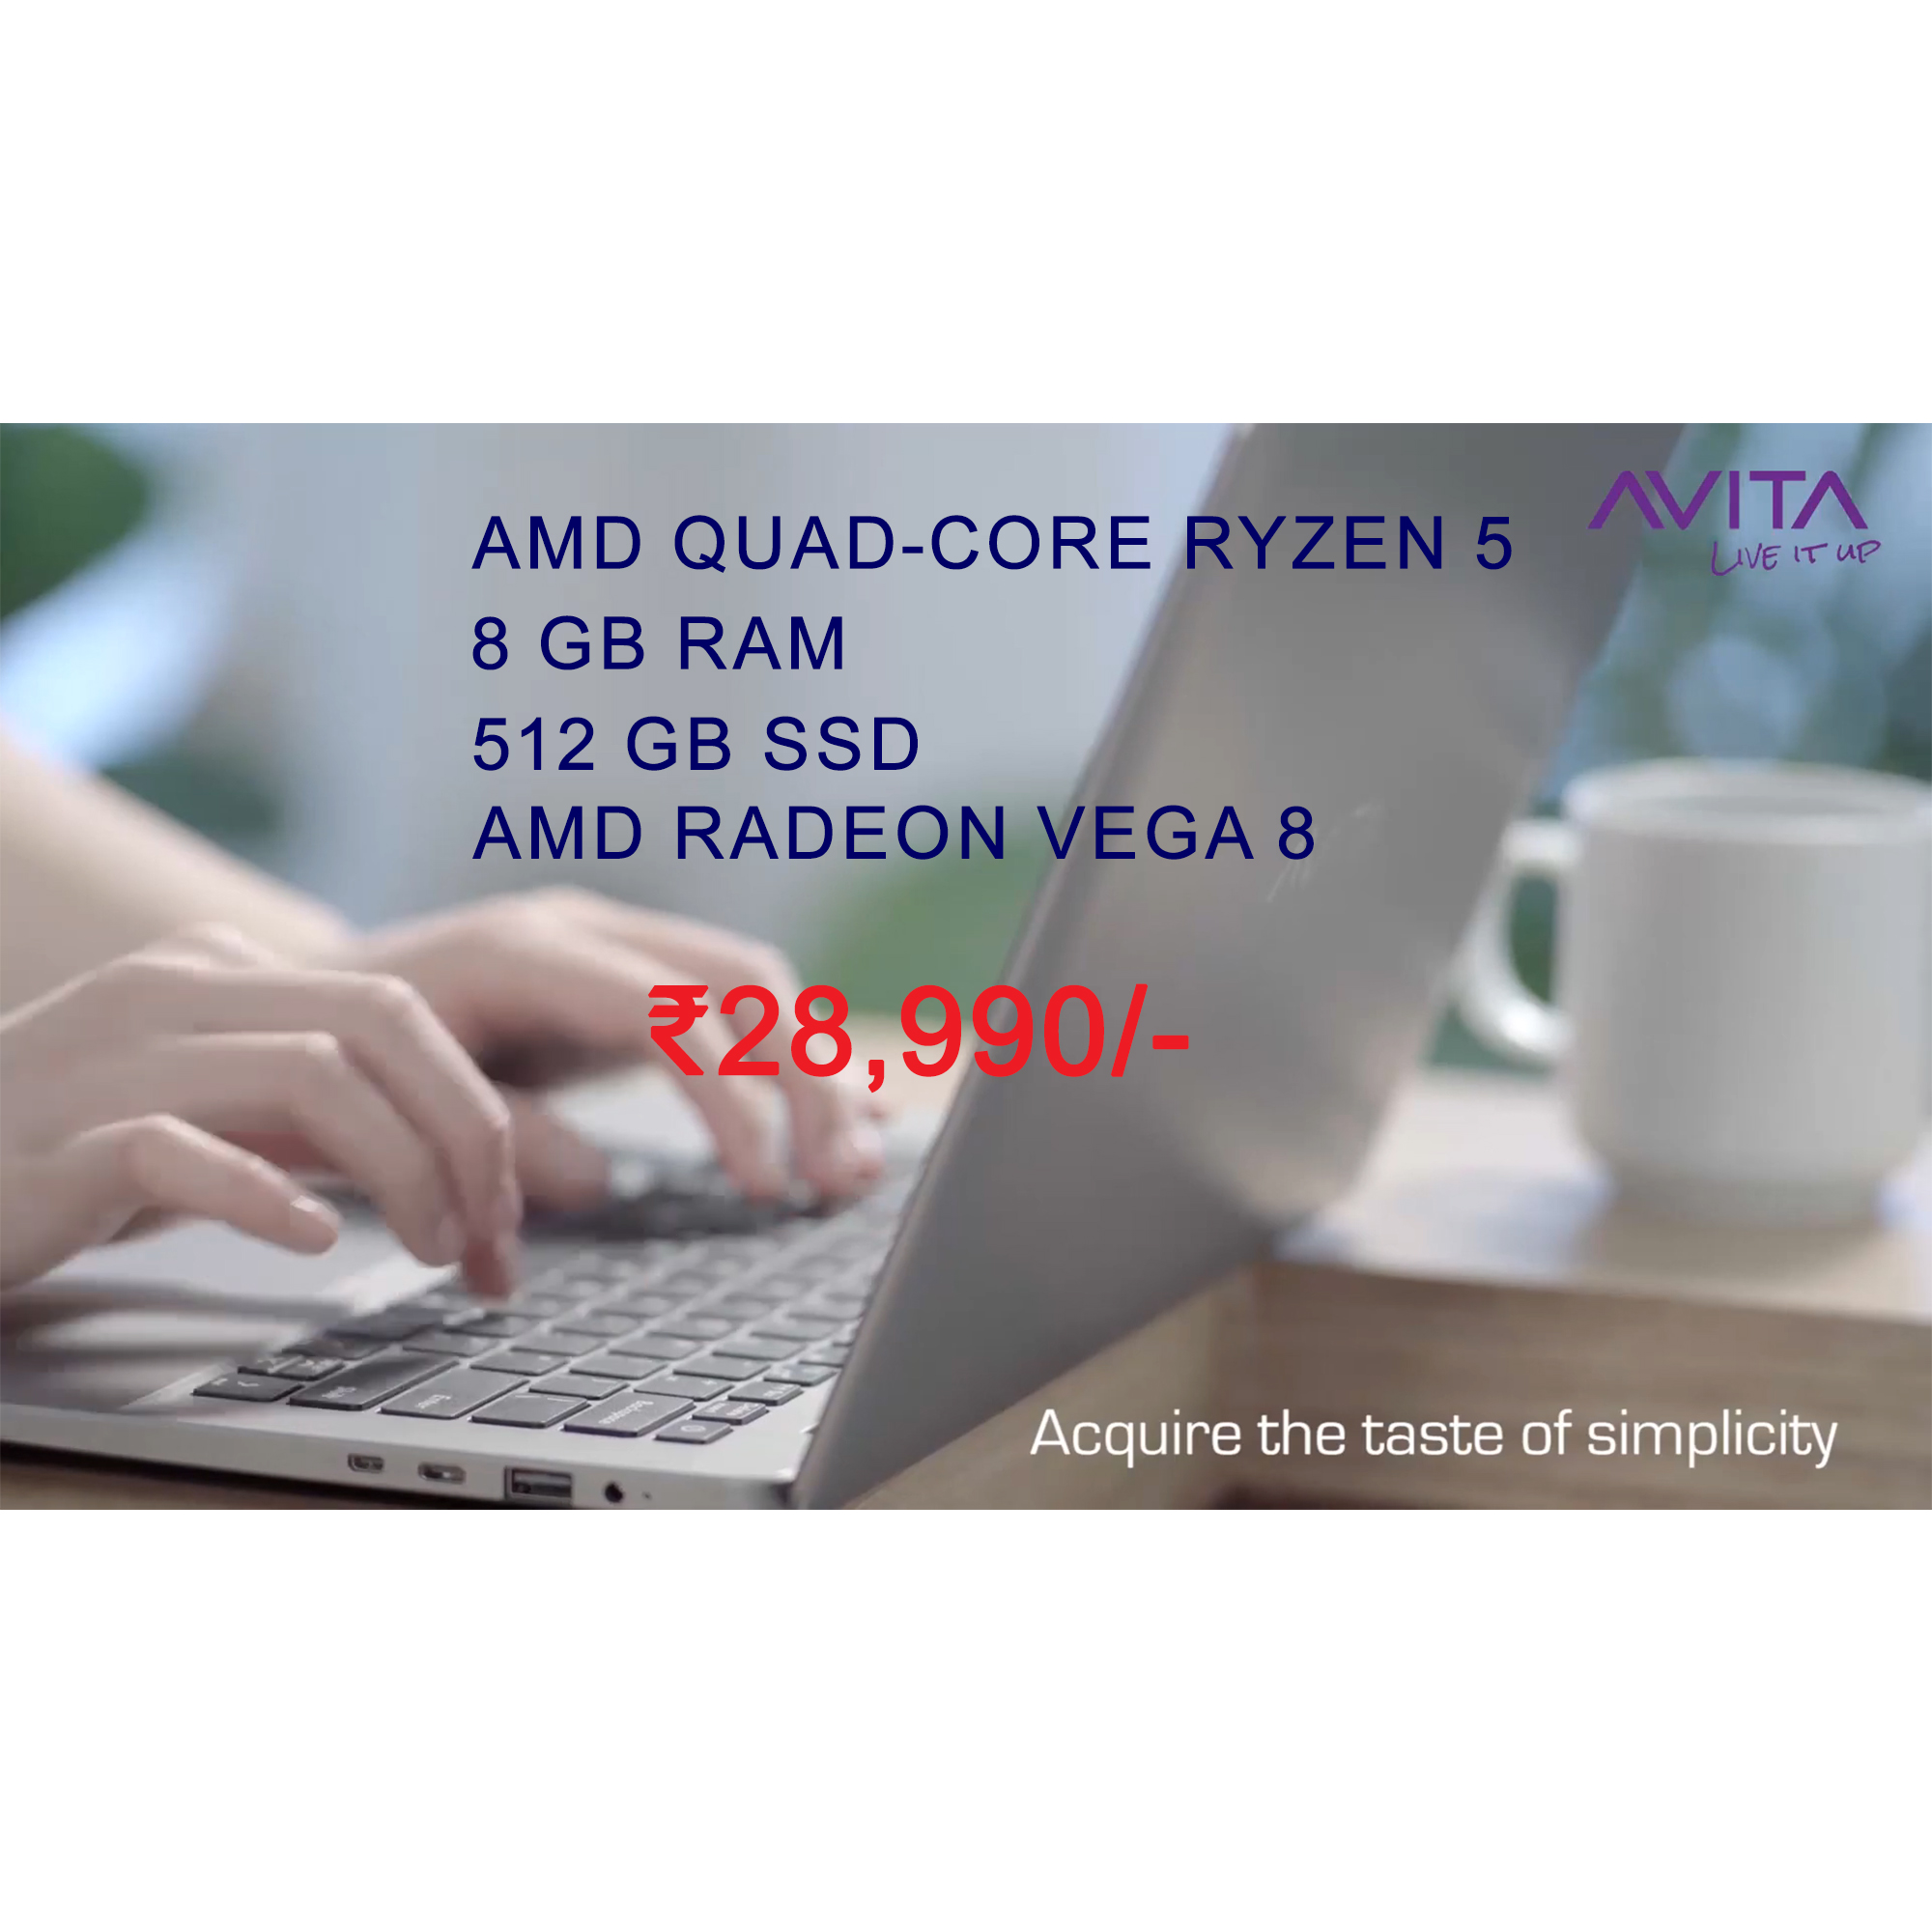 AVITA
LIVE IT UP
AMD QUAD-CORE RYZEN 5
8 GB RAM
512 GB SSD
AMD RADEON VEGA 8
₹28,990/-
Acquire the taste of simplicity